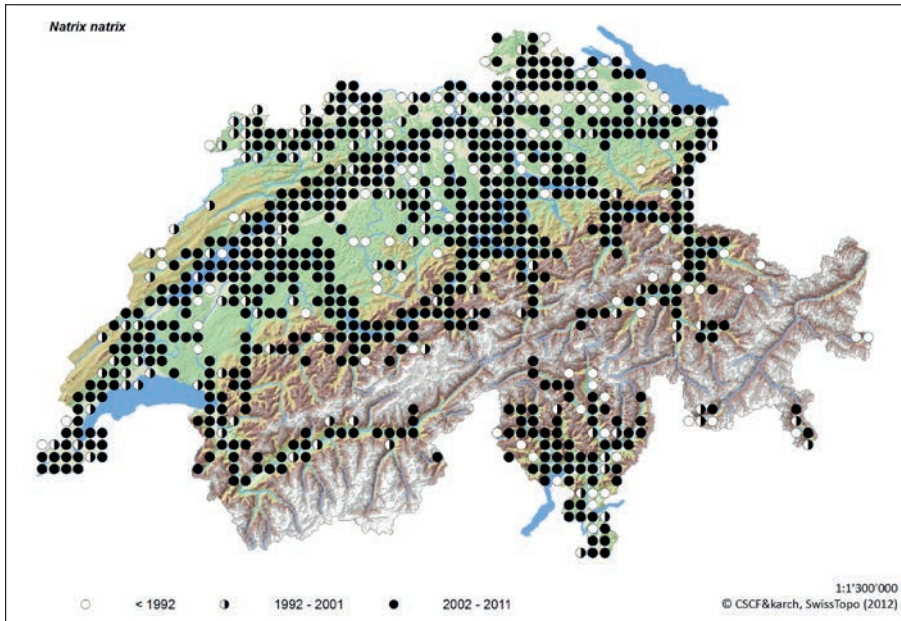 Natrix natrix
< 1992 1992 - 2001 2002 - 2011
1:1'300'000
© CSCF&karch, SwissTopo (2012)